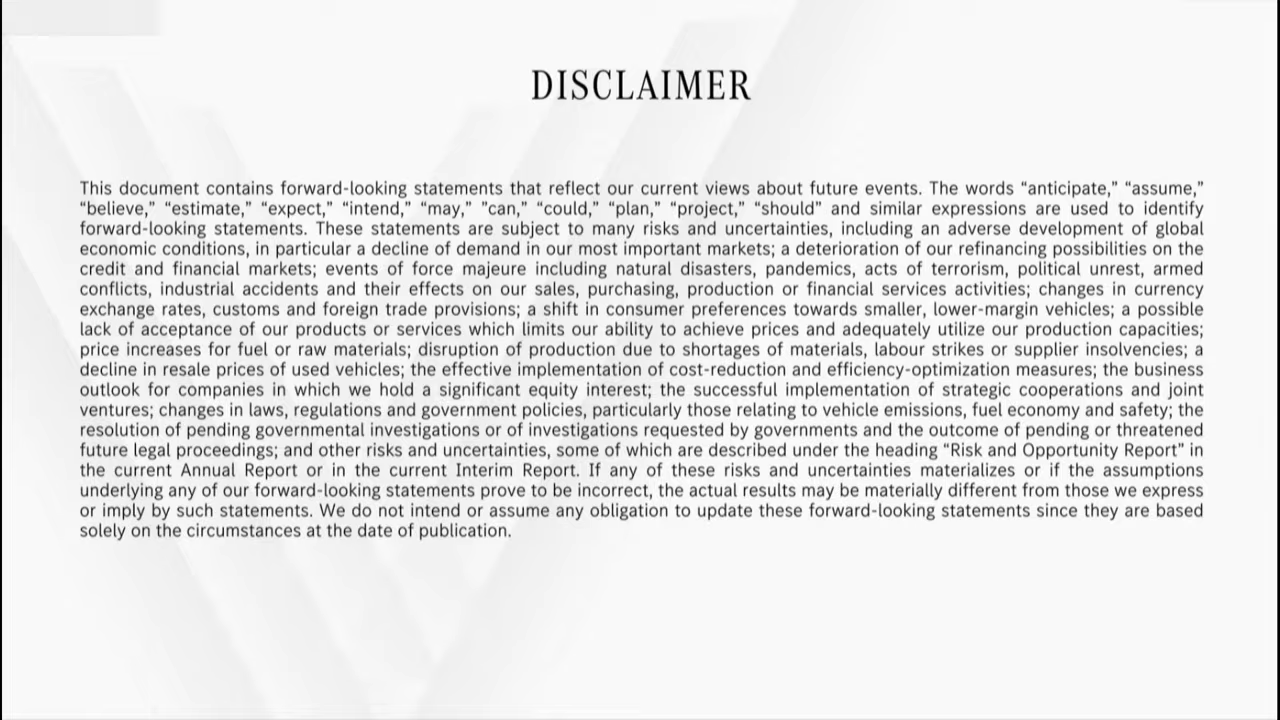 DISCLAIMER
This document contains forward-looking statements that reflect our current views about future events. The words “anticipate,” “assume,”
“believe,” “estimate,” “expect,” “intend,” “may,” ”can,” “could,” “plan,” “project,” “should” and similar expressions are used to identify
forward-looking statements. These statements are subject to many risks and uncertainties, including an adverse development of global
economic conditions, in particular a decline of demand in our most important markets; a deterioration of our refinancing possibilities on the
credit and financial markets; events of force majeure including natural disasters, pandemics, acts of terrorism, political unrest, armed
conflicts, industrial accidents and their effects on our sales, purchasing, production or financial services activities; changes in currency
exchange rates, customs and foreign trade provisions; a shift in consumer preferences towards smaller, lower-margin vehicles; a possible
lack of acceptance of our products or services which limits our ability to achieve prices and adequately utilize our production capacities;
price increases for fuel or raw materials; disruption of production due to shortages of materials, labour strikes or supplier insolvencies; a
decline in resale prices of used vehicles; the effective implementation of cost-reduction and efficiency-optimization measures; the business
outlook for companies in which we hold a significant equity interest; the successful implementation of strategic cooperations and joint
ventures; changes in laws, regulations and government policies, particularly those relating to vehicle emissions, fuel economy and safety; the
resolution of pending governmental investigations or of investigations requested by governments and the outcome of pending or threatened
future legal proceedings; and other risks and uncertainties, some of which are described under the heading “Risk and Opportunity Report” in
the current Annual Report or in the current Interim Report. If any of these risks and uncertainties materializes or if the assumptions
underlying any of our forward-looking statements prove to be incorrect, the actual results may be materially different from those we express
or imply by such statements. We do not intend or assume any obligation to update these forward-looking statements since they are based
solely on the circumstances at the date of publication.